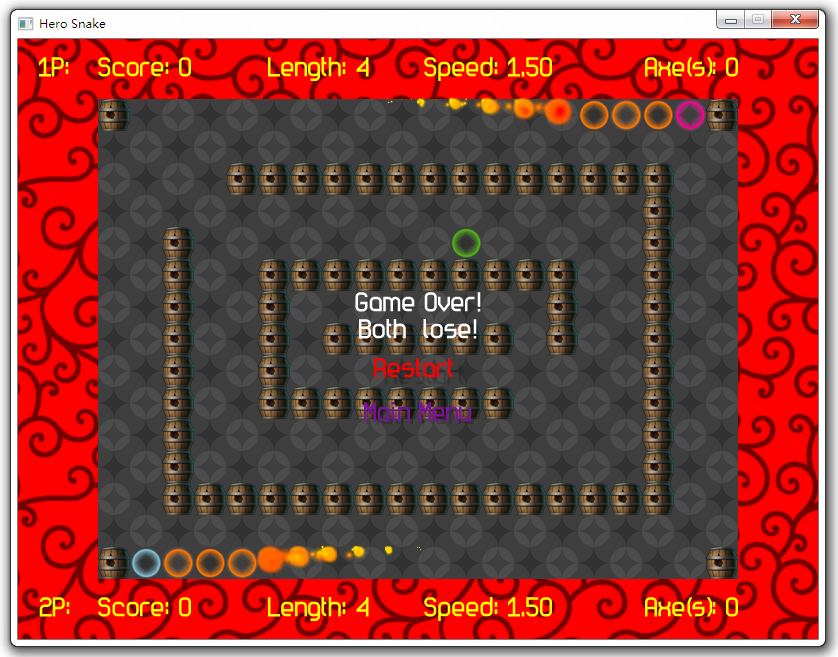 Hero Snake
1P: Score: 0 Length: 4 Speed: 1.50 Axe(s): 0
Game Over!
Both lose!
Restart
Main Menu
2P: Score: 0 Length: 4 Speed: 1.50 Axe(s): 0